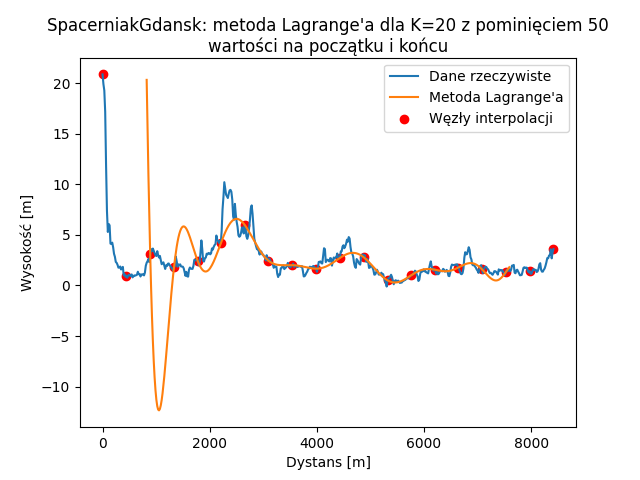 SpacerniakGdansk: metoda Lagrange'a dla K=20 z pominięciem 50
wartości na początku i końcu
Dane rzeczywiste
Metoda Lagrange'a
Węzły interpolacji
Wysokość [m]
20
15
10
5
0
−5
−10
0
2000
4000
6000
8000
Dystans [m]